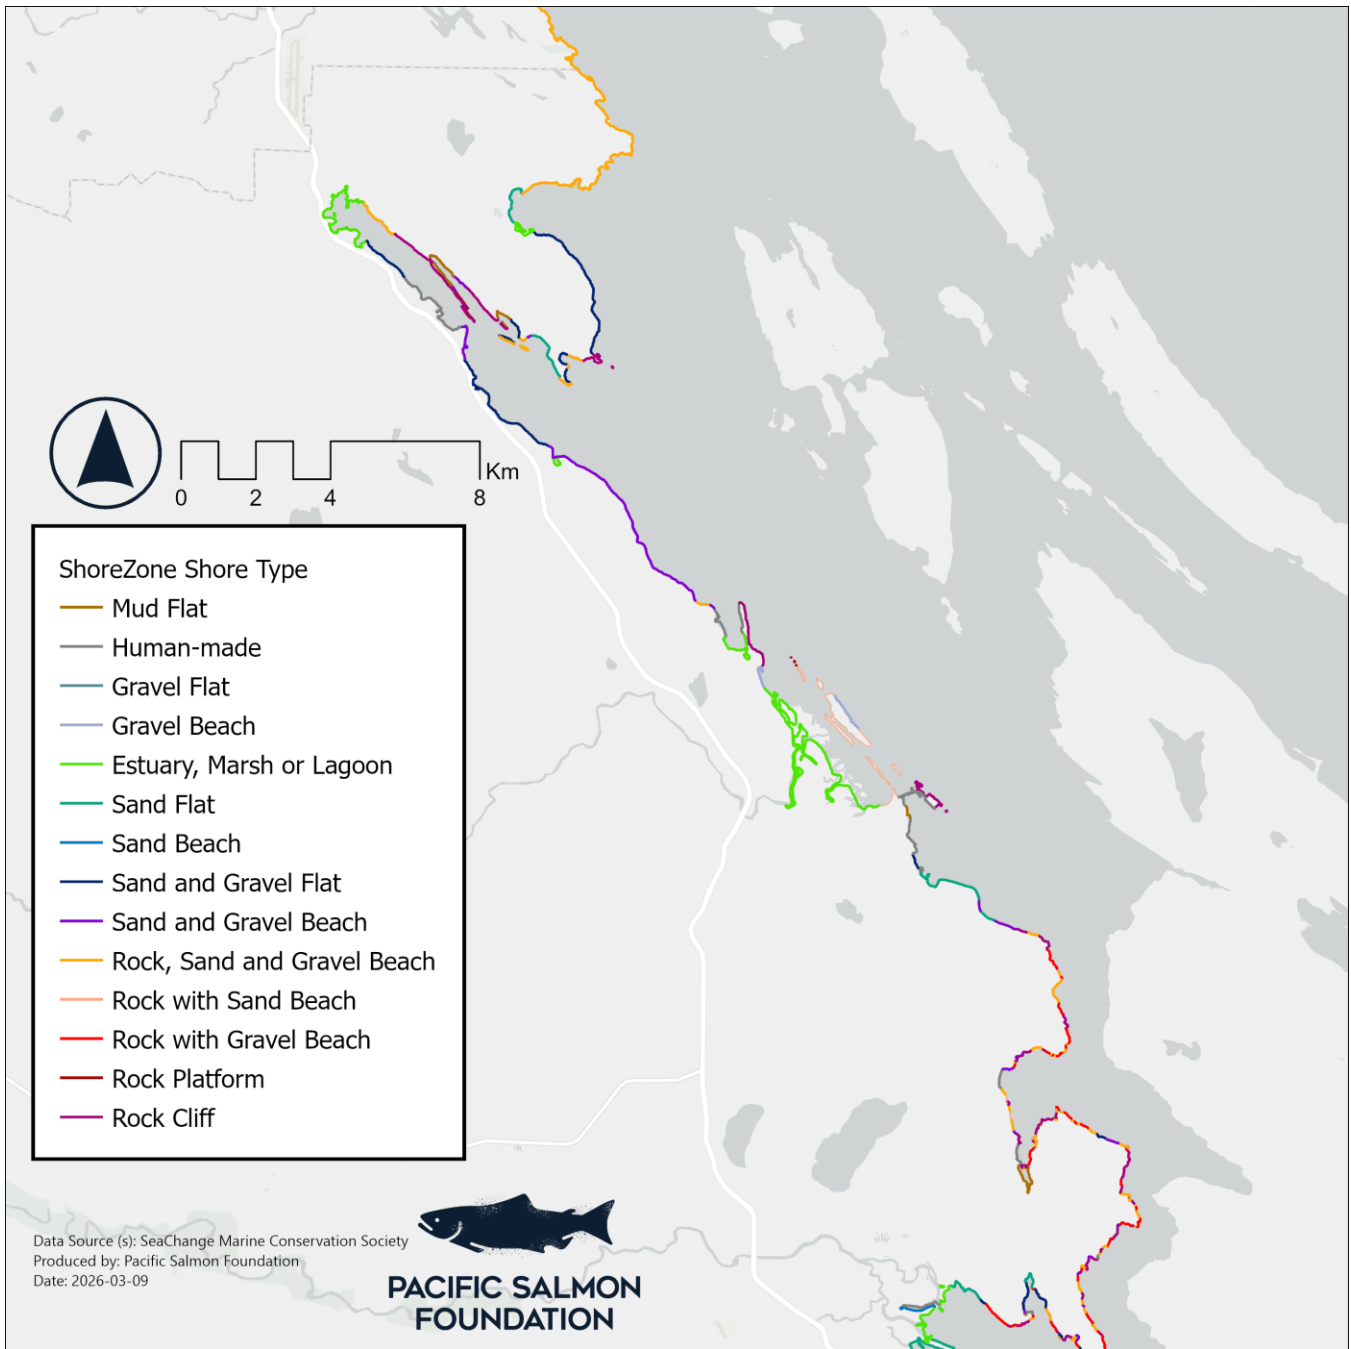 Km
0 2 4 8
ShoreZone Shore Type
Mud Flat
Human-made
Gravel Flat
Gravel Beach
Estuary, Marsh or Lagoon
Sand Flat
Sand Beach
Sand and Gravel Flat
Sand and Gravel Beach
Rock, Sand and Gravel Beach
Rock with Sand Beach
Rock with Gravel Beach
Rock Platform
Rock Cliff
Data Source (s): SeaChange Marine Conservation Society
Produced by: Pacific Salmon Foundation
Date: 2026-03-09
PACIFIC SALMON
FOUNDATION